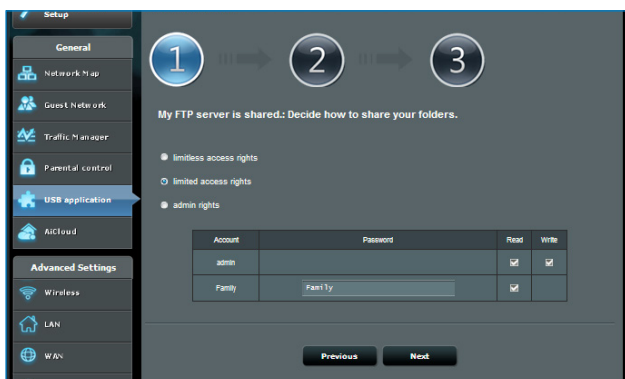 Setup
General
Network Map
Guest Network
Traffic Manager
Parental control
USB application
AiCloud
Advanced Settings
Wireless
LAN
WAN
1 2 3
My FTP server is shared.: Decide how to share your folders.
limitless access rights
limited access rights
admin rights
Account Password Read Write
admin
Family Family
Previous Next